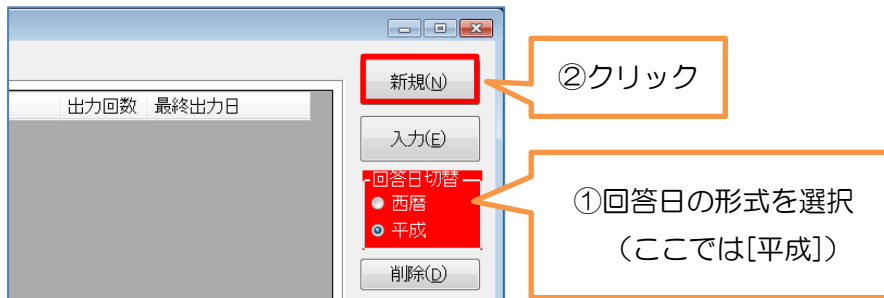 新規(N)
②クリック
出力回数 最終出力日
入力(E)
回答日切替
西暦
平成
①回答日の形式を選択
（ここでは[平成]）
削除(D)